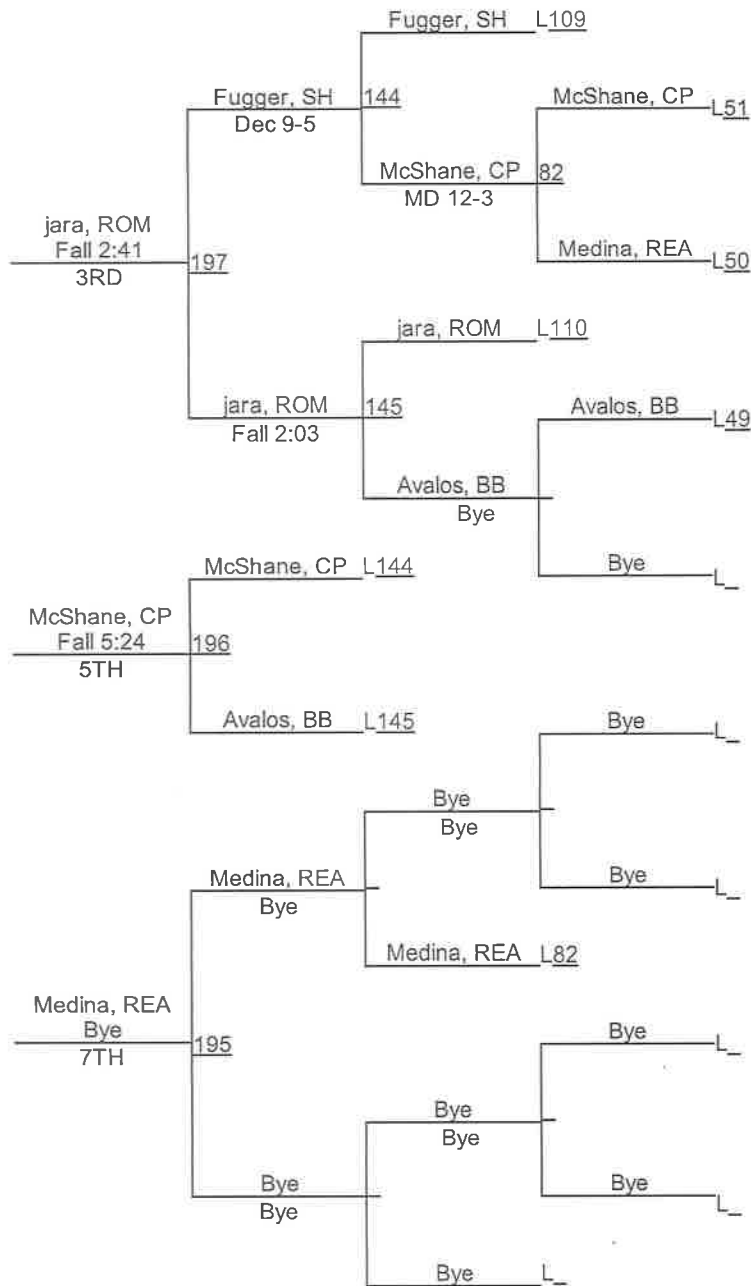 Fugger, SH L109
Fugger, SH 144
Dec 9-5
McShane, CP L51
McShane, CP 82
MD 12-3
jara, ROM
Fall 2:41 197
3RD
Medina, REA L50
jara, ROM L110
jara, ROM 145
Fall 2:03
Avalos, BB L49
Avalos, BB
Bye
Bye L_
McShane, CP L144
McShane, CP
Fall 5:24 196
5TH
Avalos, BB L145
Bye L_
Bye
Bye
Medina, REA
Bye
Bye L_
Medina, REA L82
Medina, REA
Bye 195
7TH
Bye L_
Bye
Bye
Bye
Bye
Bye L_
Bye L_